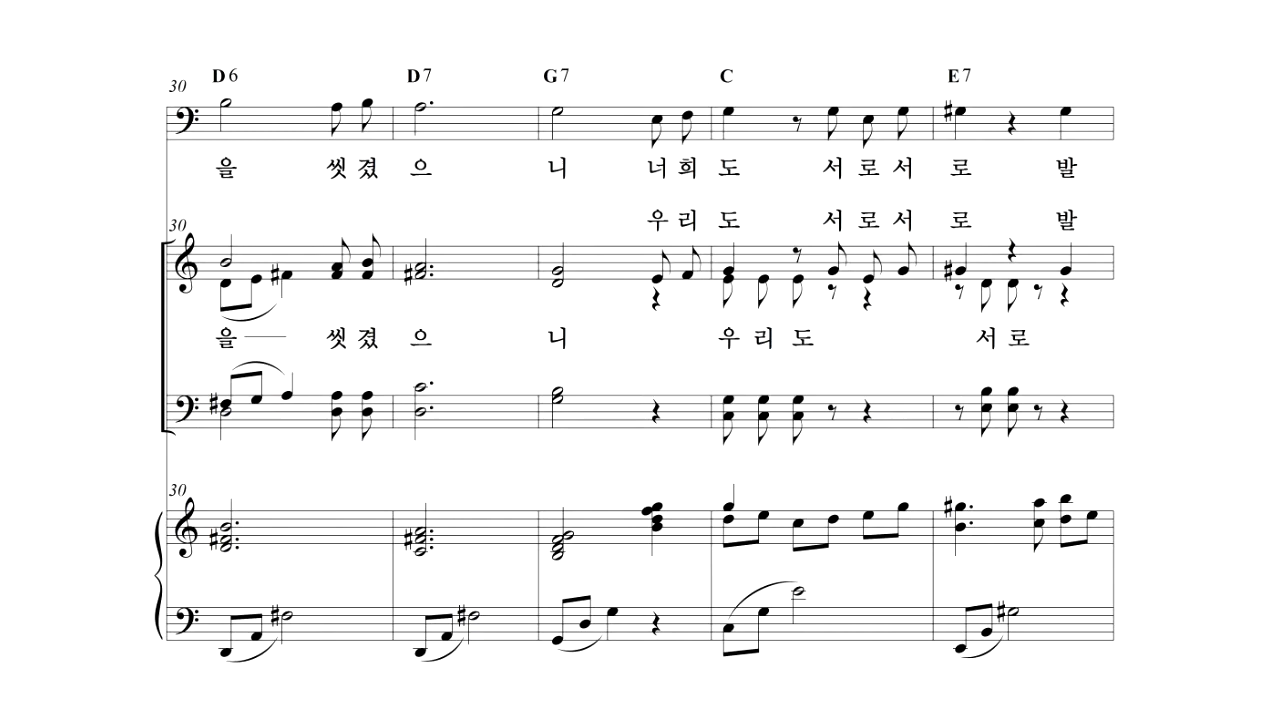 D6 D7 G7 C E7
30
을 씻 겼 으 니 너 희 도 서 로 서 로 발
우 리 도 서 로 서 로 발
30
을 씻 겼 으 니 우 리 도 서 로
30